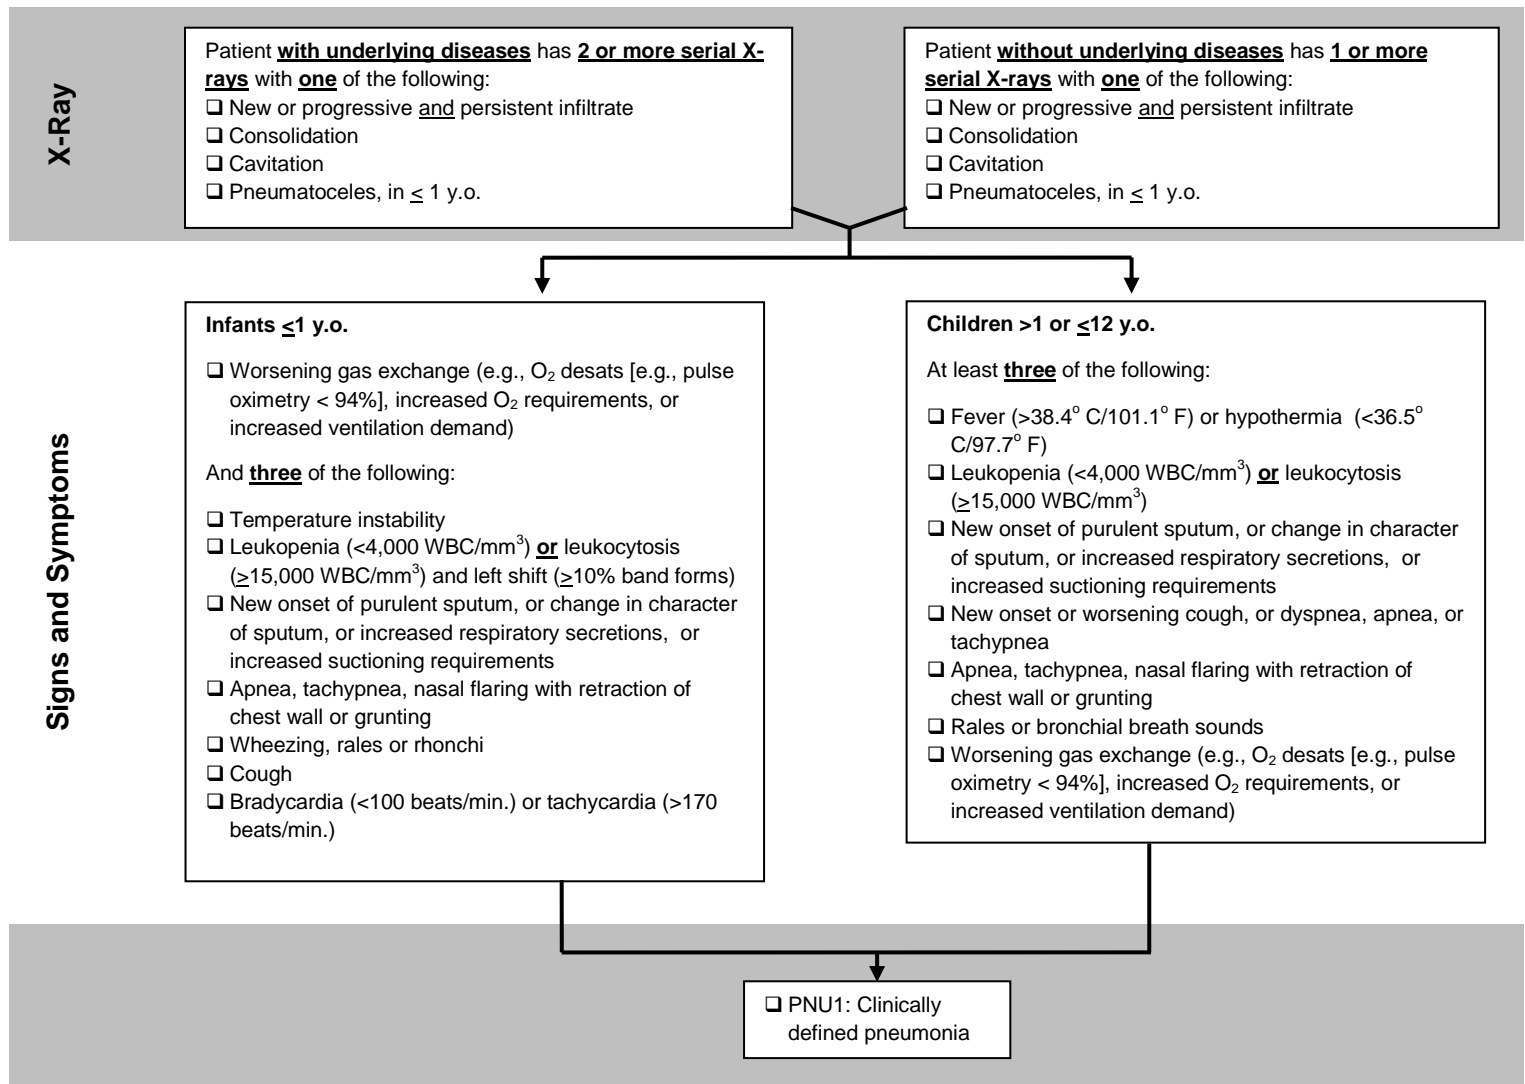 X-Ray
Patient with underlying diseases has 2 or more serial X-
rays with one of the following:
❑ New or progressive and persistent infiltrate
❑ Consolidation
❑ Cavitation
❑ Pneumatoceles, in < 1 y.o.
Patient without underlying diseases has 1 or more
serial X-rays with one of the following:
❑ New or progressive and persistent infiltrate
❑ Consolidation
❑ Cavitation
❑ Pneumatoceles, in < 1 y.o.
Signs and Symptoms
Infants <1 y.o.
❑ Worsening gas exchange (e.g., O2 desats [e.g., pulse
oximetry < 94%], increased O2 requirements, or
increased ventilation demand)
And three of the following:
❑ Temperature instability
❑ Leukopenia (<4,000 WBC/mm3) or leukocytosis
(>15,000 WBC/mm3) and left shift (>10% band forms)
❑ New onset of purulent sputum, or change in character
of sputum, or increased respiratory secretions, or
increased suctioning requirements
❑ Apnea, tachypnea, nasal flaring with retraction of
chest wall or grunting
❑ Wheezing, rales or rhonchi
❑ Cough
❑ Bradycardia (<100 beats/min.) or tachycardia (>170
beats/min.)
Children >1 or <12 y.o.
At least three of the following:
❑ Fever (>38.4o C/101.1o F) or hypothermia (<36.5o
C/97.7o F)
❑ Leukopenia (<4,000 WBC/mm3) or leukocytosis
(>15,000 WBC/mm3)
❑ New onset of purulent sputum, or change in character
of sputum, or increased respiratory secretions, or
increased suctioning requirements
❑ New onset or worsening cough, or dyspnea, apnea, or
tachypnea
❑ Apnea, tachypnea, nasal flaring with retraction of
chest wall or grunting
❑ Rales or bronchial breath sounds
❑ Worsening gas exchange (e.g., O2 desats [e.g., pulse
oximetry < 94%], increased O2 requirements, or
increased ventilation demand)
❑ PNU1: Clinically
defined pneumonia